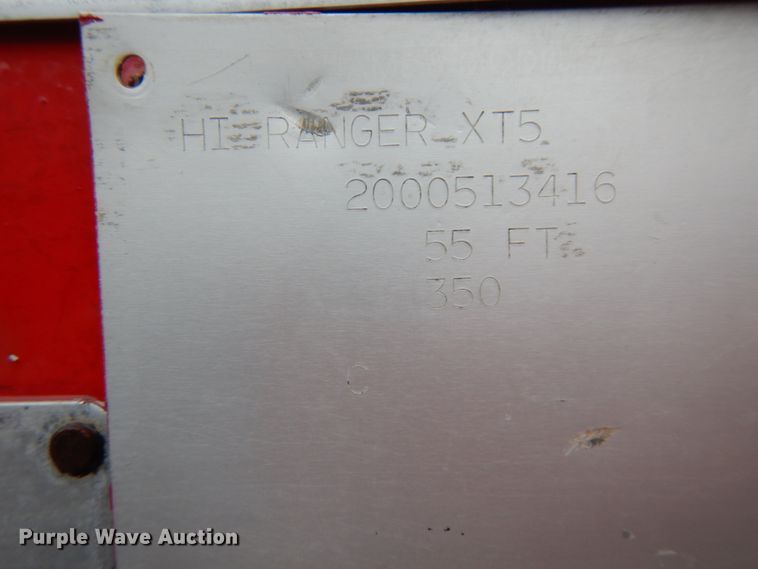 HI-RANGER XT5
2000513416
55 FT
350
C
Purple Wave Auction®